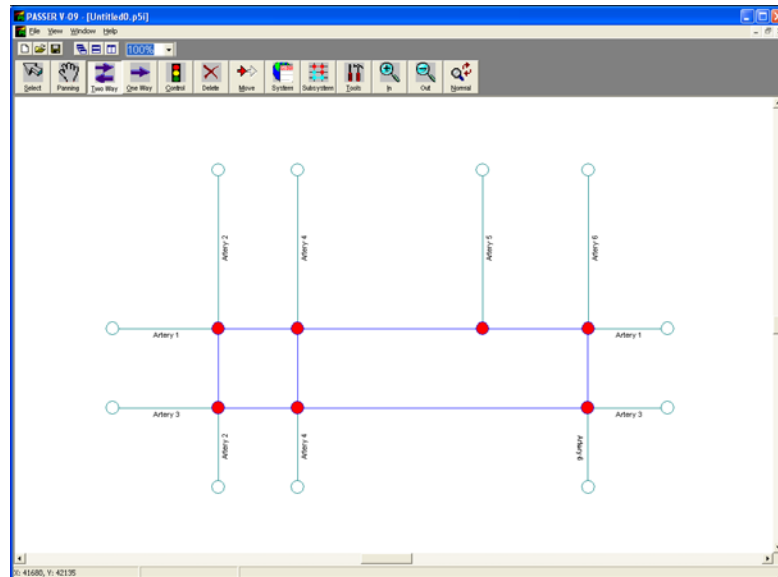 PASSER V-09 - [Untitled0.p5i]
File View Window Help
100%
Select Panning Two Way One Way Control Delete Move System Subsystem Tools In Out Normal
Artery 2
Artery 4
Artery 5
Artery 6
Artery 1
Artery 1
Artery 3
Artery 3
Artery 2
Artery 4
Artery 6
X: 41680, Y: 42135